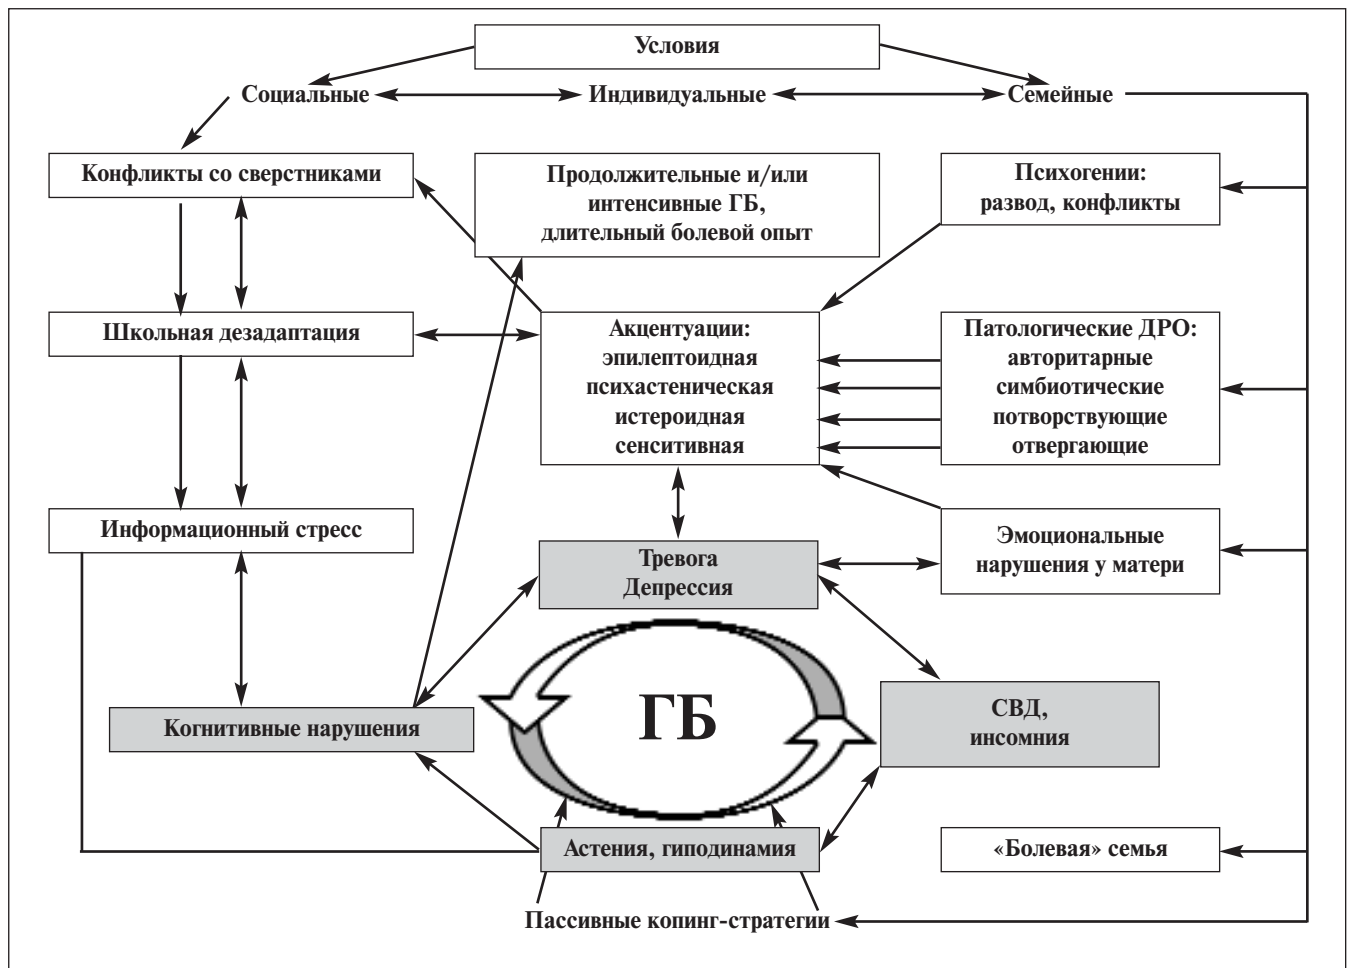 Условия
Социальные
Индивидуальные
Семейные
Конфликты со сверстниками
Продолжительные и/или
интенсивные ГБ,
длительный болевой опыт
Психогении:
развод, конфликты
Школьная дезадаптация
Акцентуации:
эпилептоидная
психастеническая
истероидная
сенситивная
Патологические ДРО:
авторитарные
симбиотические
потворствующие
отвергающие
Информационный стресс
Тревога
Депрессия
Эмоциональные
нарушения у матери
Когнитивные нарушения
ГБ
СВД,
инсомния
Астения, гиподинамия
«Болевая» семья
Пассивные копинг-стратегии